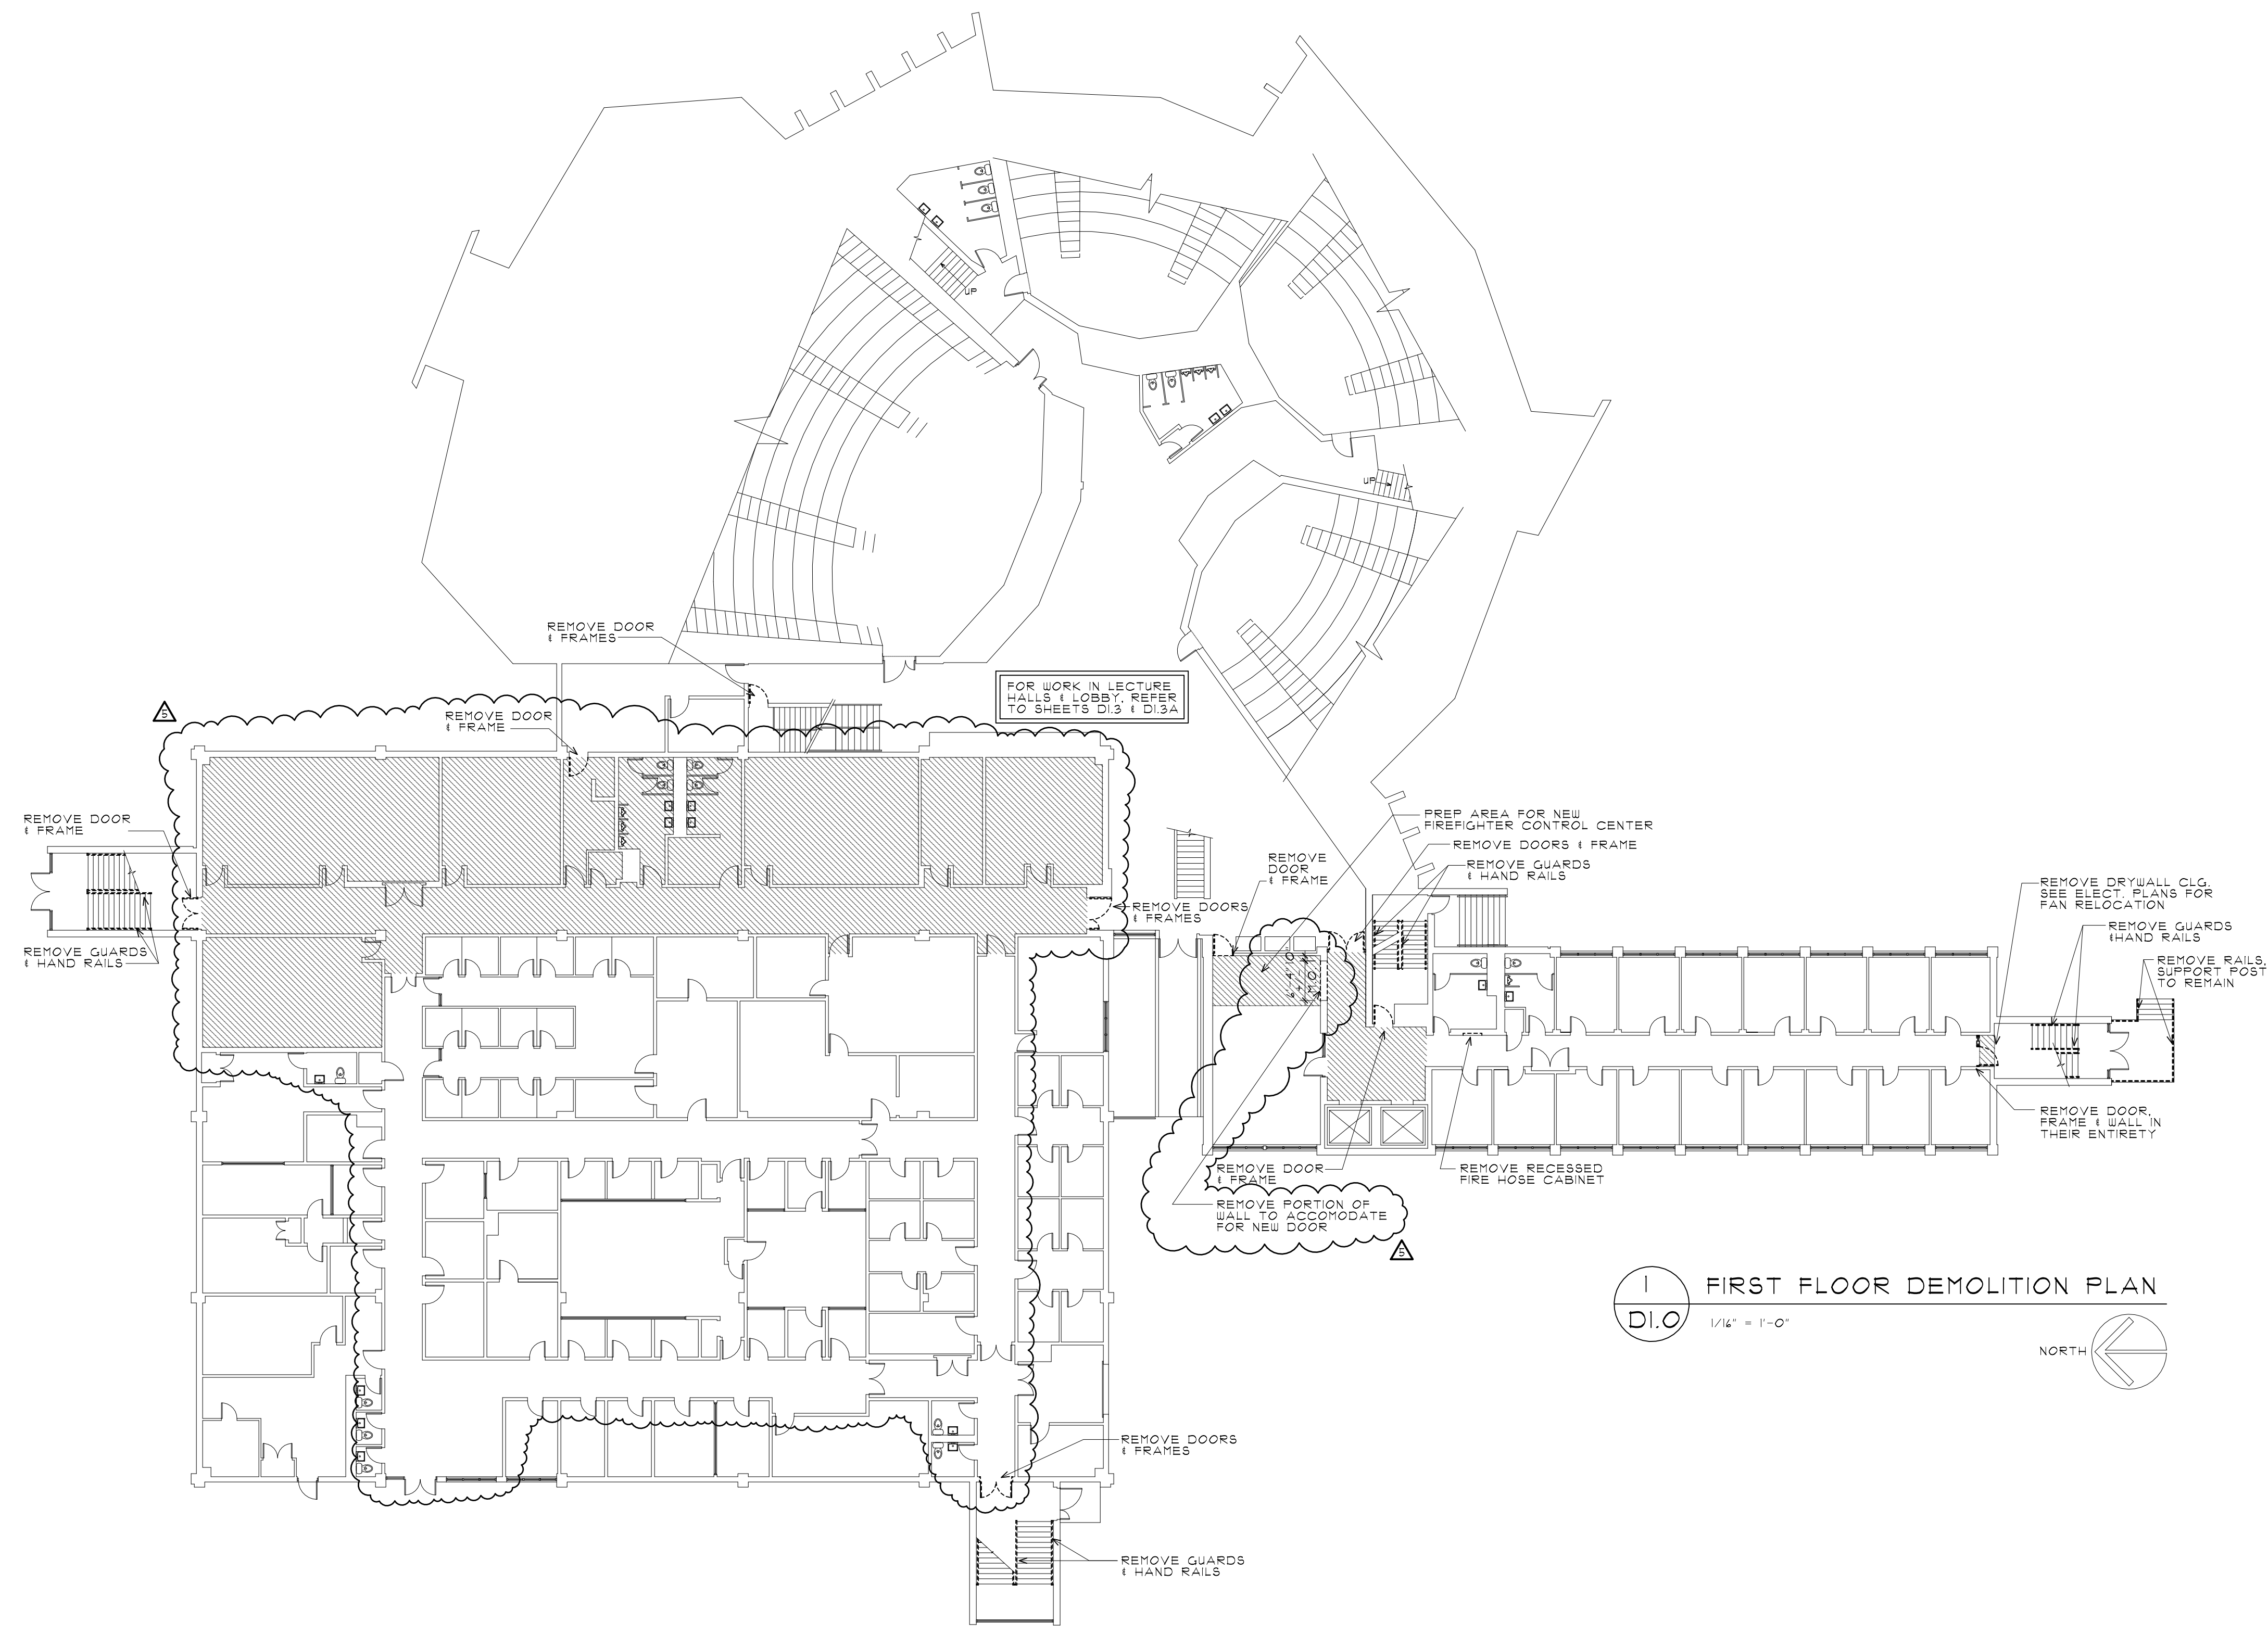 UP
UP
REMOVE DOOR
& FRAMES
FOR WORK IN LECTURE
HALLS & LOBBY, REFER
TO SHEETS D1.3 & D1.3A
5
REMOVE DOOR
& FRAME
REMOVE DOOR
& FRAME
REMOVE GUARDS
& HAND RAILS
REMOVE DOORS
& FRAMES
PREP AREA FOR NEW
FIREFIGHTER CONTROL CENTER
REMOVE DOORS & FRAME
REMOVE GUARDS
& HAND RAILS
REMOVE
DOOR
& FRAME
REMOVE DRYWALL CLG.
SEE ELECT. PLANS FOR
FAN RELOCATION
REMOVE GUARDS
&HAND RAILS
REMOVE RAILS,
SUPPORT POST
TO REMAIN
6'-4"
M.O.
REMOVE DOOR,
FRAME & WALL IN
THEIR ENTIRETY
REMOVE DOOR
& FRAME
REMOVE RECESSED
FIRE HOSE CABINET
REMOVE PORTION OF
WALL TO ACCOMODATE
FOR NEW DOOR
5
1
D1.0
FIRST FLOOR DEMOLITION PLAN
1/16" = 1'-0"
NORTH
REMOVE DOORS
& FRAMES
REMOVE GUARDS
& HAND RAILS